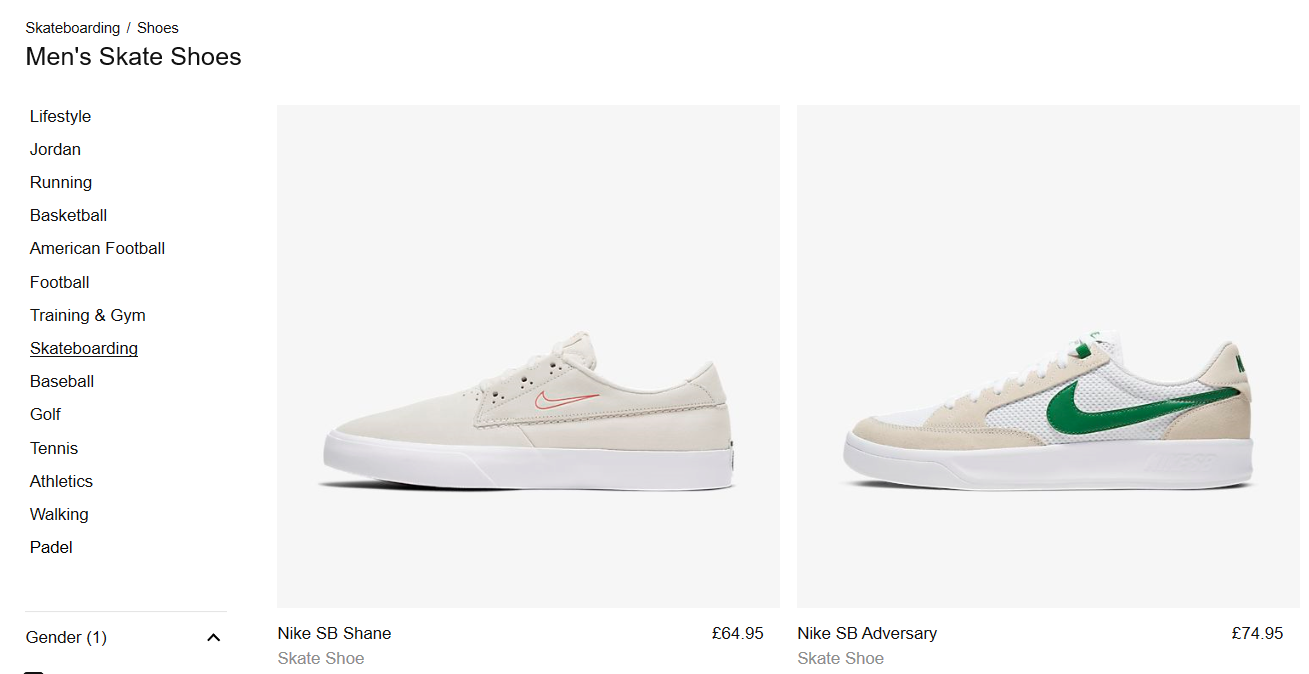 Skateboarding / Shoes
Men's Skate Shoes
Lifestyle
Jordan
Running
Basketball
American Football
Football
Training & Gym
Skateboarding
Baseball
Golf
Tennis
Athletics
Walking
Padel
Gender (1)
Nike SB Shane £64.95
Skate Shoe
Nike SB Adversary £74.95
Skate Shoe